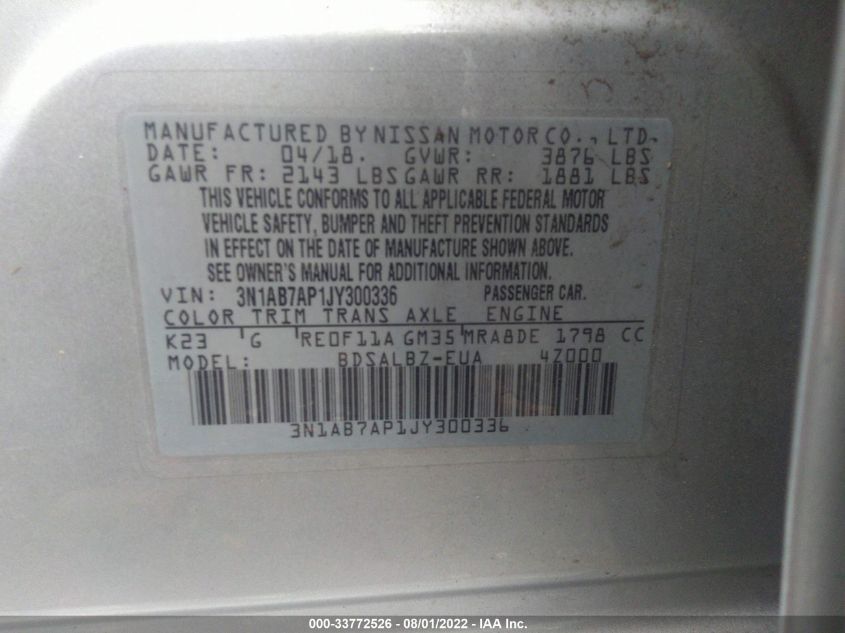 MANUFACTURED BY NISSAN MOTOR CO., LTD.
DATE: 04/18. GVWR: 3876 LBS
GAWR FR: 2143 LBS GAWR RR: 1881 LBS
THIS VEHICLE CONFORMS TO ALL APPLICABLE FEDERAL MOTOR
VEHICLE SAFETY, BUMPER AND THEFT PREVENTION STANDARDS
IN EFFECT ON THE DATE OF MANUFACTURE SHOWN ABOVE.
SEE OWNER'S MANUAL FOR ADDITIONAL INFORMATION.
VIN: 3N1AB7AP1JY300336 PASSENGER CAR.
COLOR TRIM TRANS AXLE ENGINE
K23 G RE0F11A GM35 MRA8DE 1798 CC
MODEL: BDSALBZ-EUA 4Z000
3N1AB7AP1JY300336
000-33772526 - 08/01/2022 - IAA Inc.